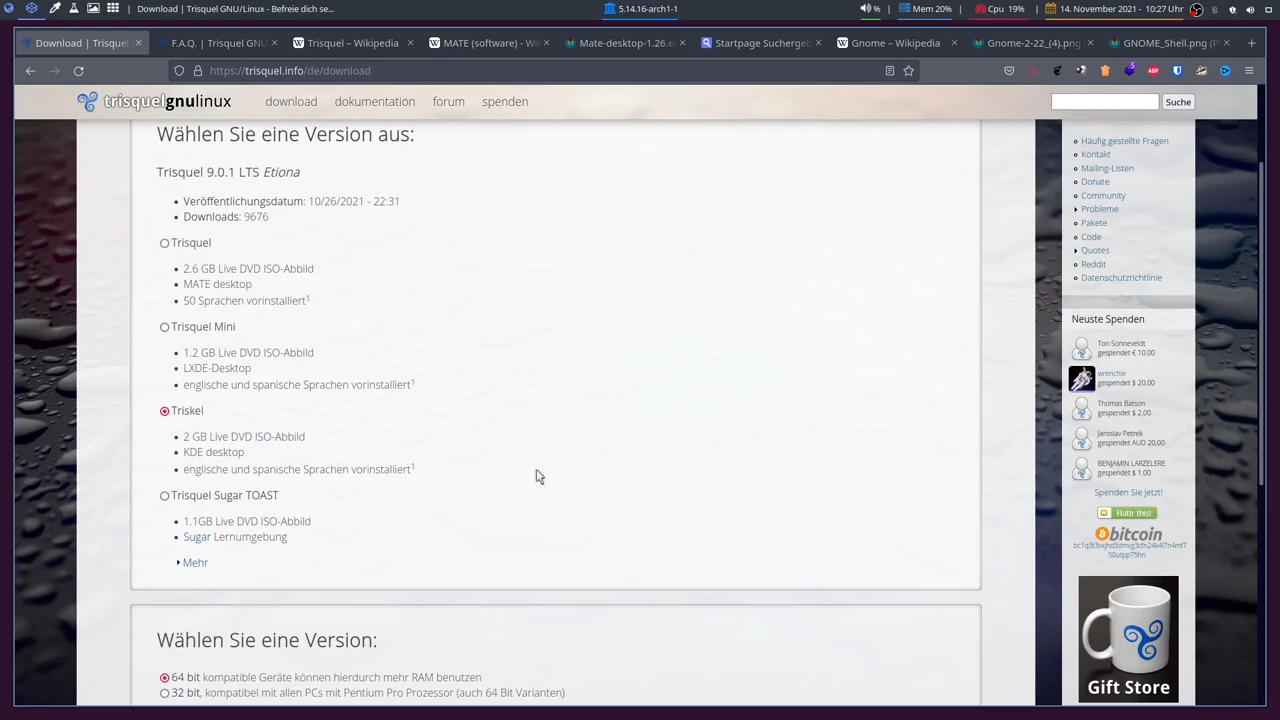 Download | Trisquel GNU/Linux - Befreie dich se...
5.14.16-arch1-1
%
Mem 20%
Cpu 19%
14. November 2021 - 10:27 Uhr
Download | Trisquel
F.A.Q. | Trisquel GNU
Trisquel – Wikipedia
MATE (software) - Wi
Mate-desktop-1.26.e
Startpage Suchergeb
Gnome – Wikipedia
Gnome-2-22_(4).png
GNOME_Shell.png (P
https://trisquel.info/de/download
5
ABP
trisquelgnulinux
download
dokumentation
forum
spenden
Suche
Wählen Sie eine Version aus:
Trisquel 9.0.1 LTS Etiona
Veröffentlichungsdatum: 10/26/2021 - 22:31
Downloads: 9676
Trisquel
2.6 GB Live DVD ISO-Abbild
MATE desktop
50 Sprachen vorinstalliert1
Trisquel Mini
1.2 GB Live DVD ISO-Abbild
LXDE-Desktop
englische und spanische Sprachen vorinstalliert1
Triskel
2 GB Live DVD ISO-Abbild
KDE desktop
englische und spanische Sprachen vorinstalliert1
Trisquel Sugar TOAST
1.1GB Live DVD ISO-Abbild
Sugar Lernumgebung
Mehr
Wählen Sie eine Version:
64 bit kompatible Geräte können hierdurch mehr RAM benutzen
32 bit, kompatibel mit allen PCs mit Pentium Pro Prozessor (auch 64 Bit Varianten)
Häufig gestellte Fragen
Kontakt
Mailing-Listen
Donate
Community
Probleme
Pakete
Code
Quotes
Reddit
Datenschutzrichtlinie
Neuste Spenden
Ton Sonneveldt
gespendet € 10.00
wrenchie
gespendet $ 20.00
Thomas Batson
gespendet $ 2.00
Jaroslav Petrek
gespendet AUD 20.00
BENJAMIN LARZELERE
gespendet $ 1.00
Spenden Sie jetzt!
Flattr this!
bitcoin
Gift Store